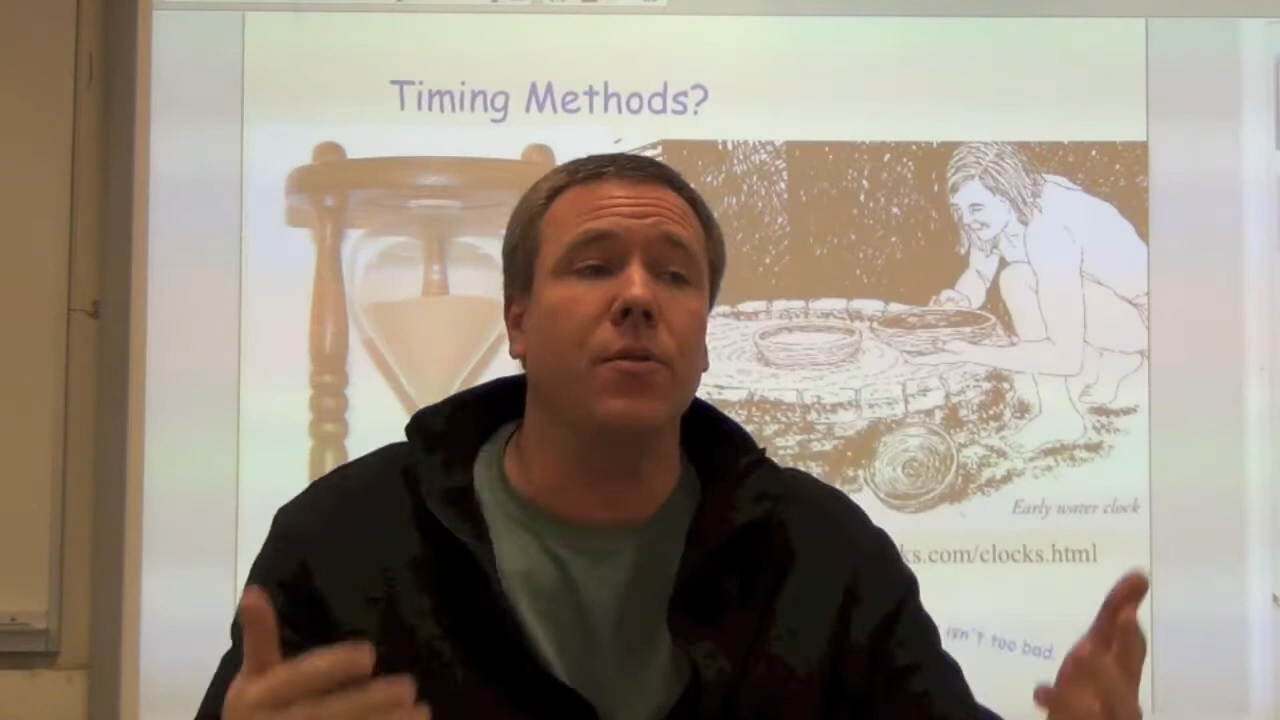 Timing Methods?
Early water clock
ks.com/clocks.html
isn't too bad.